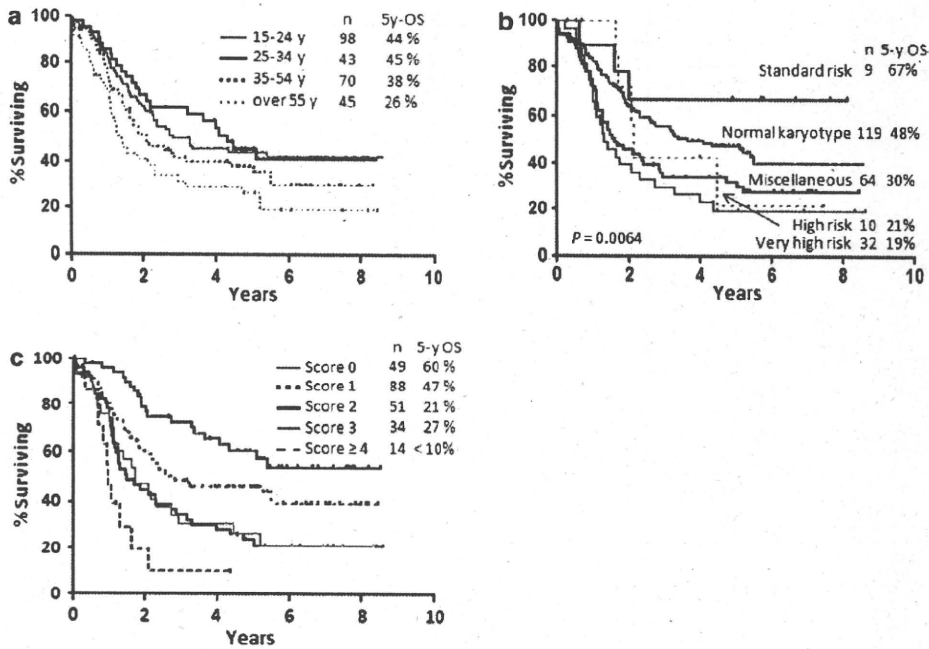 a
n 5y-OS
15-24 y 98 44 %
25-34 y 43 45 %
35-54 y 70 38 %
over 55 y 45 26 %
%Surviving
100
80
60
40
20
0
0 2 4 6 8 10
Years
b
n 5-y OS
Standard risk 9 67%
Normal karyotype 119 48%
Miscellaneous 64 30%
High risk 10 21%
Very high risk 32 19%
P = 0.0064
%Surviving
100
80
60
40
20
0
0 2 4 6 8 10
Years
c
n 5-y OS
Score 0 49 60 %
Score 1 88 47 %
Score 2 51 21 %
Score 3 34 27 %
Score ≥4 14 <10%
%Surviving
100
80
60
40
20
0
0 2 4 6 8 10
Years